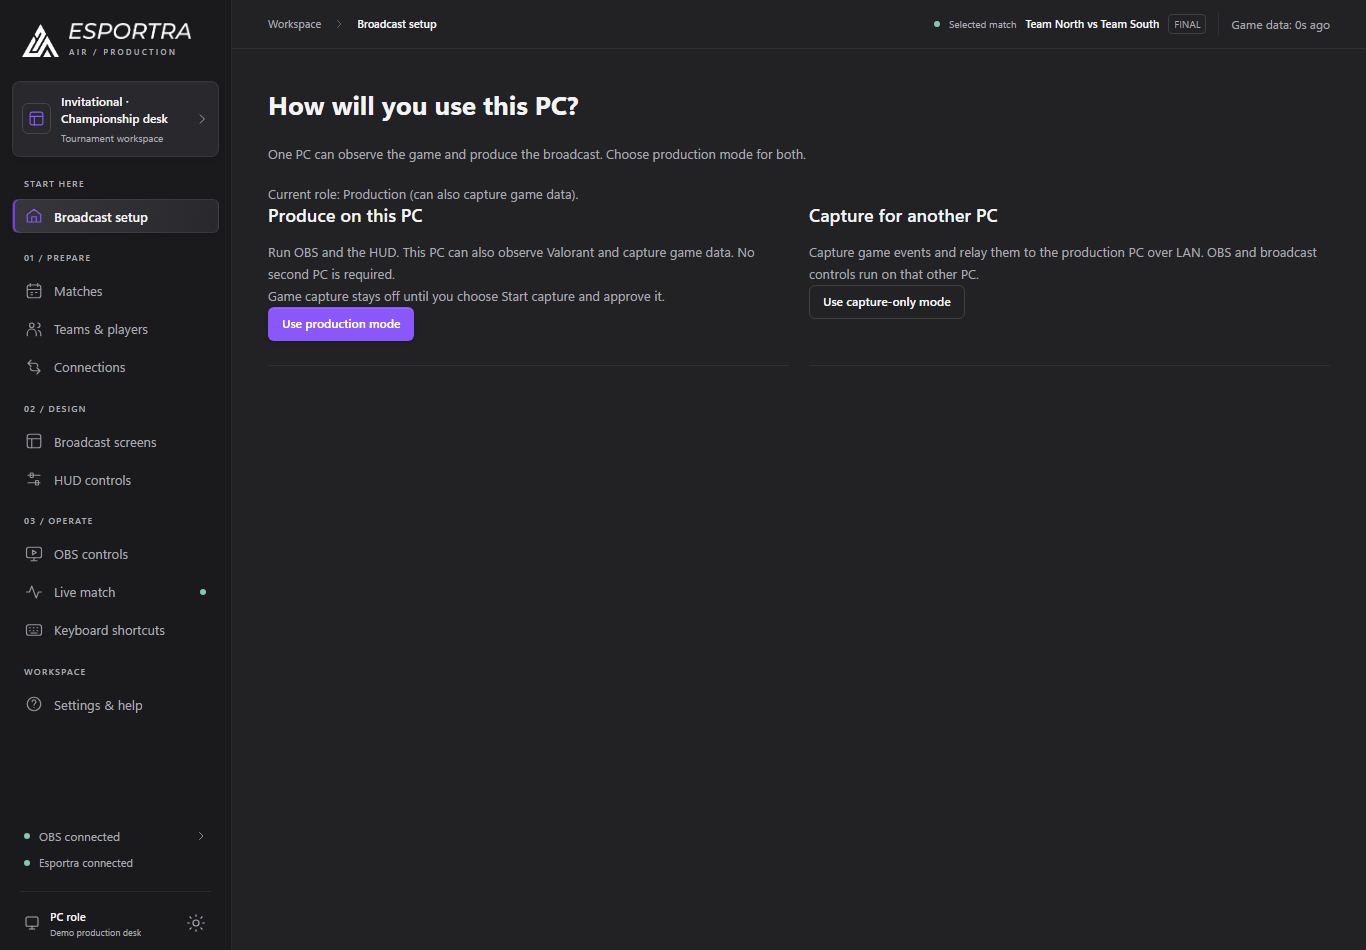 ESPORTRA
AIR / PRODUCTION
Invitational ·
Championship desk
Tournament workspace
START HERE
Broadcast setup
01 / PREPARE
Matches
Teams & players
Connections
02 / DESIGN
Broadcast screens
HUD controls
03 / OPERATE
OBS controls
Live match
Keyboard shortcuts
WORKSPACE
Settings & help
OBS connected
Esportra connected
PC role
Demo production desk
Workspace
Broadcast setup
Selected match Team North vs Team South FINAL Game data: 0s ago
How will you use this PC?
One PC can observe the game and produce the broadcast. Choose production mode for both.
Current role: Production (can also capture game data).
Produce on this PC
Run OBS and the HUD. This PC can also observe Valorant and capture game data. No
second PC is required.
Game capture stays off until you choose Start capture and approve it.
Use production mode
Capture for another PC
Capture game events and relay them to the production PC over LAN. OBS and broadcast
controls run on that other PC.
Use capture-only mode